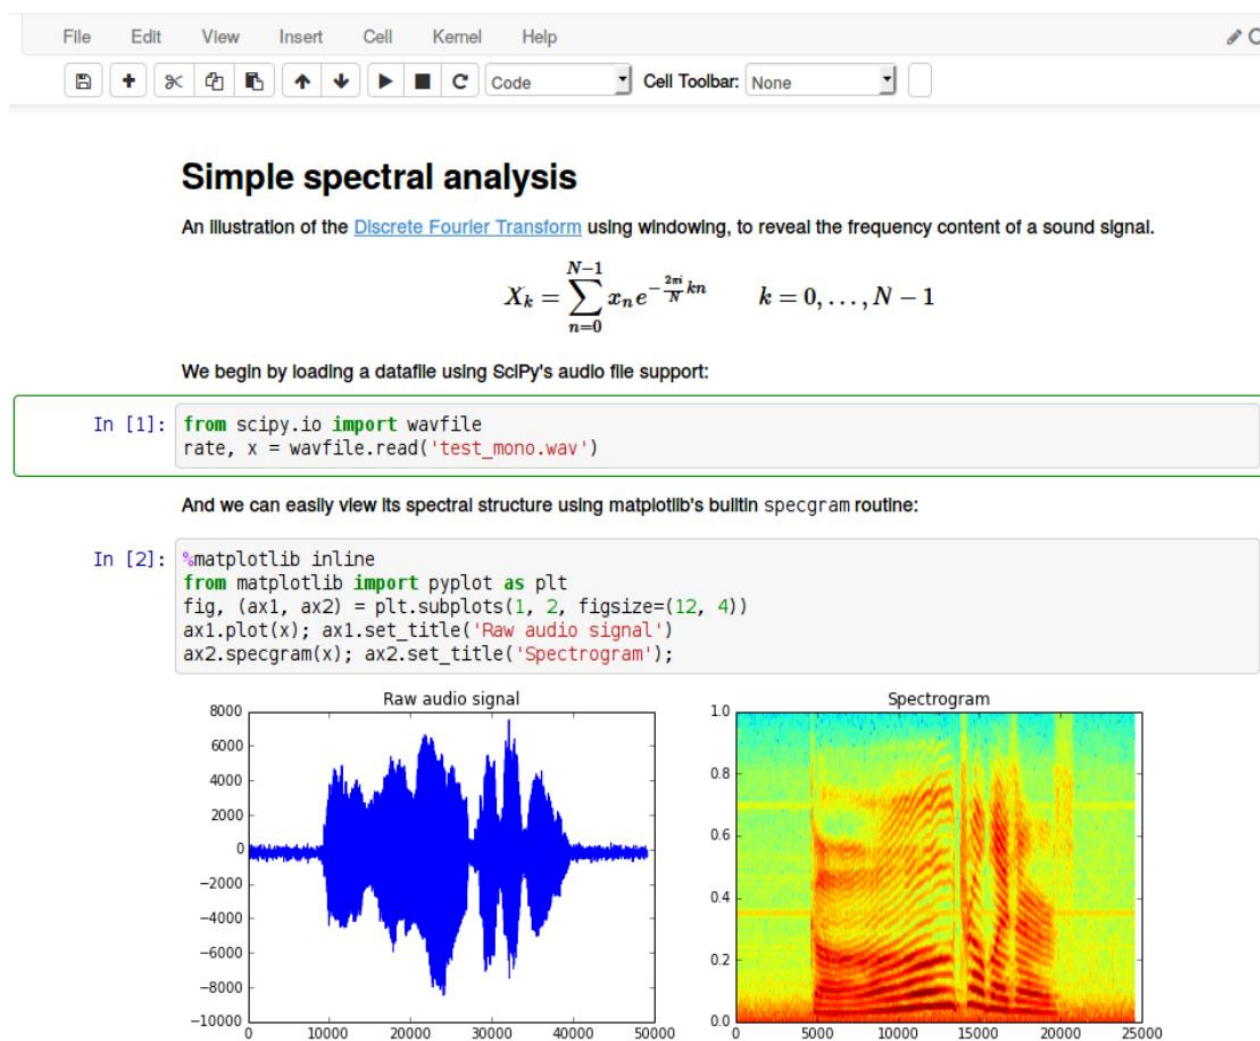 File Edit View Insert Cell Kernel Help
Code Cell Toolbar: None
Simple spectral analysis
An illustration of the Discrete Fourier Transform using windowing, to reveal the frequency content of a sound signal.
X_k = \sum_{n=0}^{N-1} x_n e^{-\frac{2\pi i}{N} kn} k = 0, . . . , N − 1
We begin by loading a datafile using SciPy's audio file support:
In [1]: from scipy.io import wavfile
rate, x = wavfile.read('test_mono.wav')
And we can easily view its spectral structure using matplotlib's builtin specgram routine:
In [2]: %matplotlib inline
from matplotlib import pyplot as plt
fig, (ax1, ax2) = plt.subplots(1, 2, figsize=(12, 4))
ax1.plot(x); ax1.set_title('Raw audio signal')
ax2.specgram(x); ax2.set_title('Spectrogram');
Raw audio signal
8000
6000
4000
2000
0
−2000
−4000
−6000
−8000
−10000
0 10000 20000 30000 40000 50000
Spectrogram
1.0
0.8
0.6
0.4
0.2
0.0
0 5000 10000 15000 20000 25000